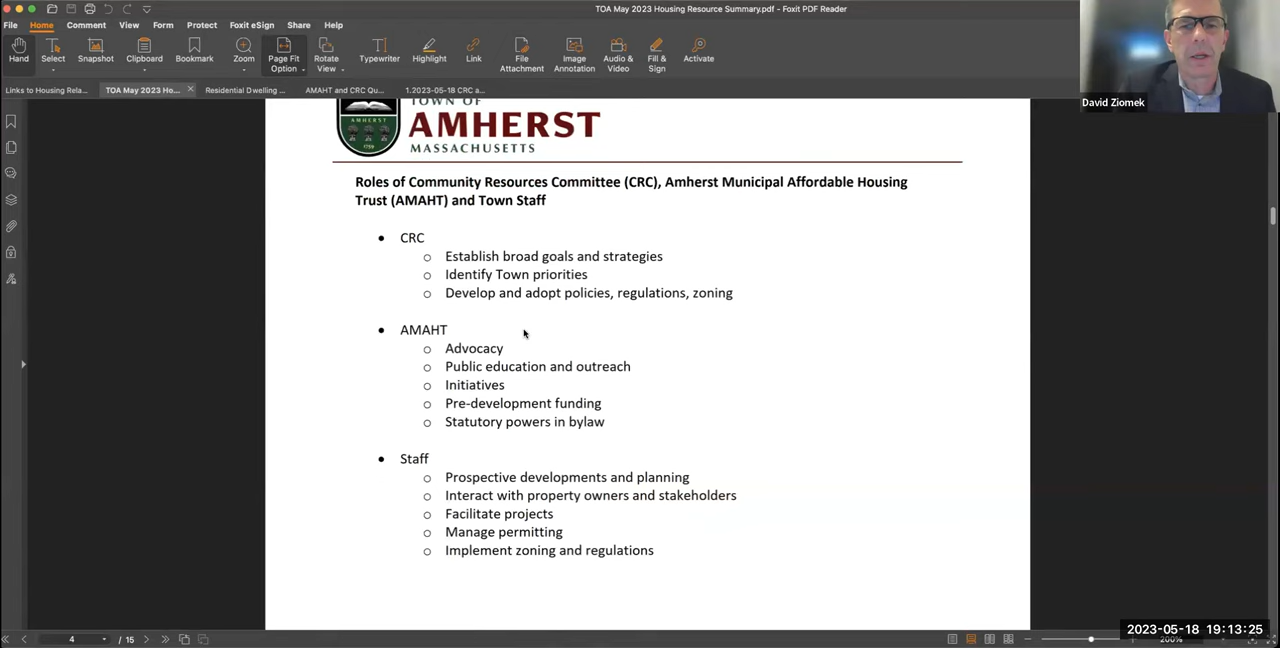 TOA May 2023 Housing Resource Summary.pdf - Foxit PDF Reader
File Home Comment View Form Protect Foxit eSign Share Help
Hand Select Snapshot Clipboard Bookmark Zoom Page Fit Option Rotate View Typewriter Highlight Link File Attachment Image Annotation Audio & Video Fill & Sign Activate
Links to Housing Rela... TOA May 2023 Ho... Residential Dwelling ... AMAHT and CRC Qu... 1.2023-05-18 CRC a...
David Ziomek
TOWN OF
AMHERST
MASSACHUSETTS
AMHERST
1759
Roles of Community Resources Committee (CRC), Amherst Municipal Affordable Housing
Trust (AMAHT) and Town Staff
• CRC
o Establish broad goals and strategies
o Identify Town priorities
o Develop and adopt policies, regulations, zoning
• AMAHT
o Advocacy
o Public education and outreach
o Initiatives
o Pre-development funding
o Statutory powers in bylaw
• Staff
o Prospective developments and planning
o Interact with property owners and stakeholders
o Facilitate projects
o Manage permitting
o Implement zoning and regulations
4 / 15
200%
2023-05-18 19:13:25